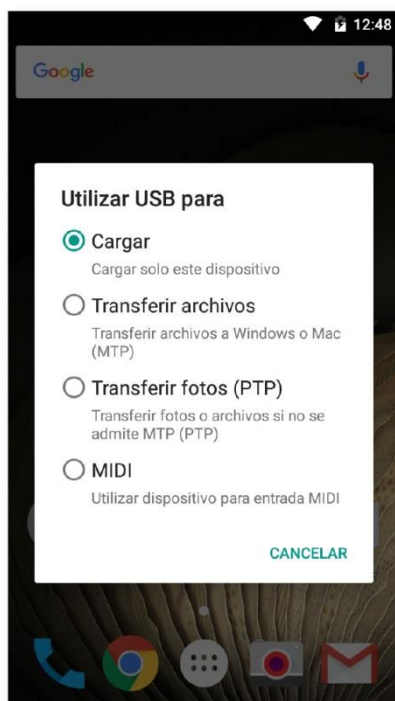 12:48
Google
Utilizar USB para
Cargar
Cargar solo este dispositivo
Transferir archivos
Transferir archivos a Windows o Mac
(MTP)
Transferir fotos (PTP)
Transferir fotos o archivos si no se
admite MTP (PTP)
MIDI
Utilizar dispositivo para entrada MIDI
CANCELAR